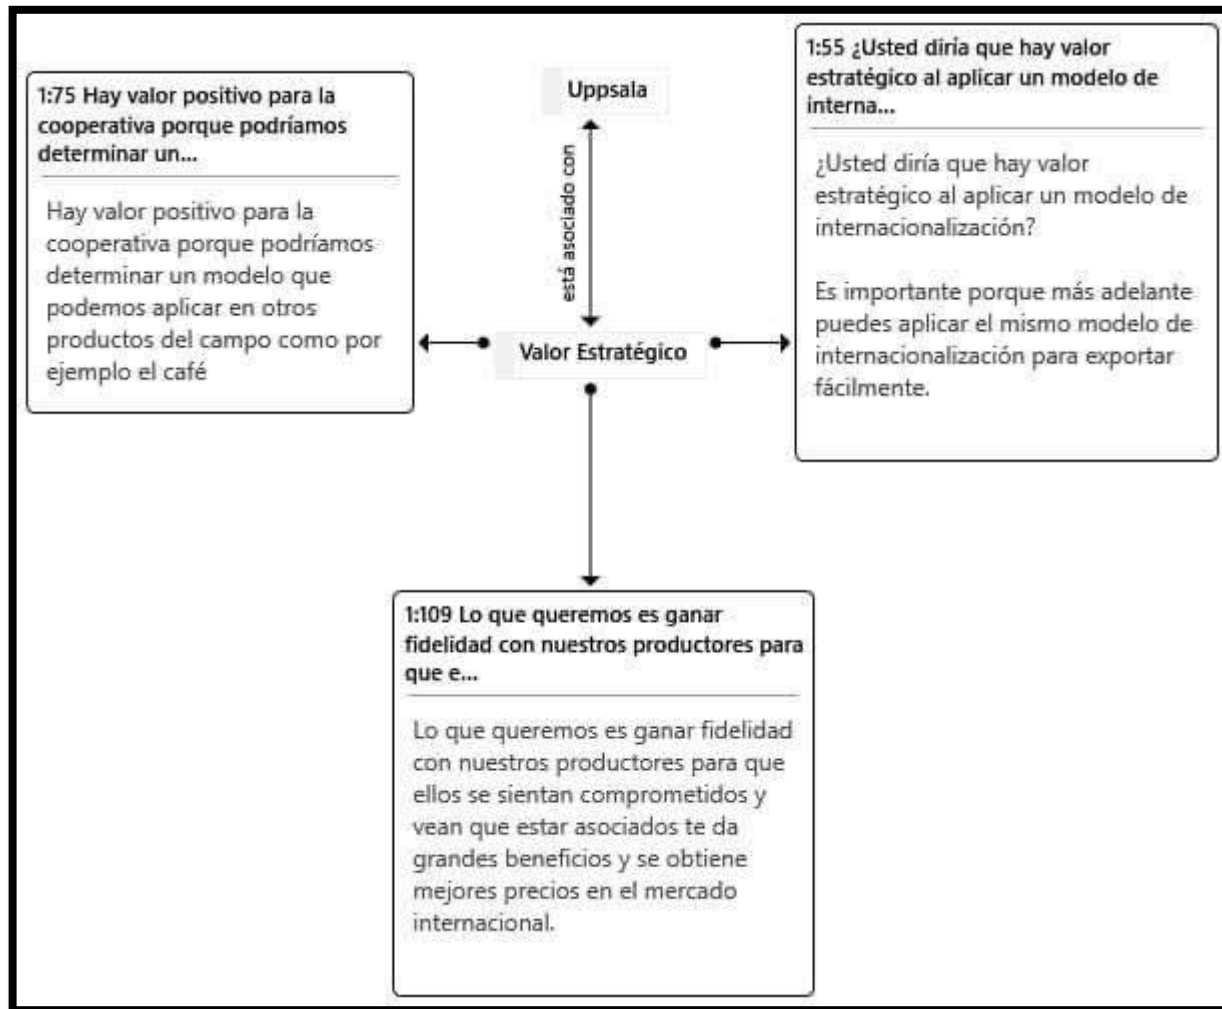 1:75 Hay valor positivo para la
cooperativa porque podríamos
determinar un...
Hay valor positivo para la
cooperativa porque podríamos
determinar un modelo que
podemos aplicar en otros
productos del campo como por
ejemplo el café
Uppsala
está asociado con
Valor Estratégico
1:55 ¿Usted diría que hay valor
estratégico al aplicar un modelo de
interna...
¿Usted diría que hay valor
estratégico al aplicar un modelo de
internacionalización?
Es importante porque más adelante
puedes aplicar el mismo modelo de
internacionalización para exportar
fácilmente.
1:109 Lo que queremos es ganar
fidelidad con nuestros productores para
que e...
Lo que queremos es ganar fidelidad
con nuestros productores para que
ellos se sientan comprometidos y
vean que estar asociados te da
grandes beneficios y se obtiene
mejores precios en el mercado
internacional.